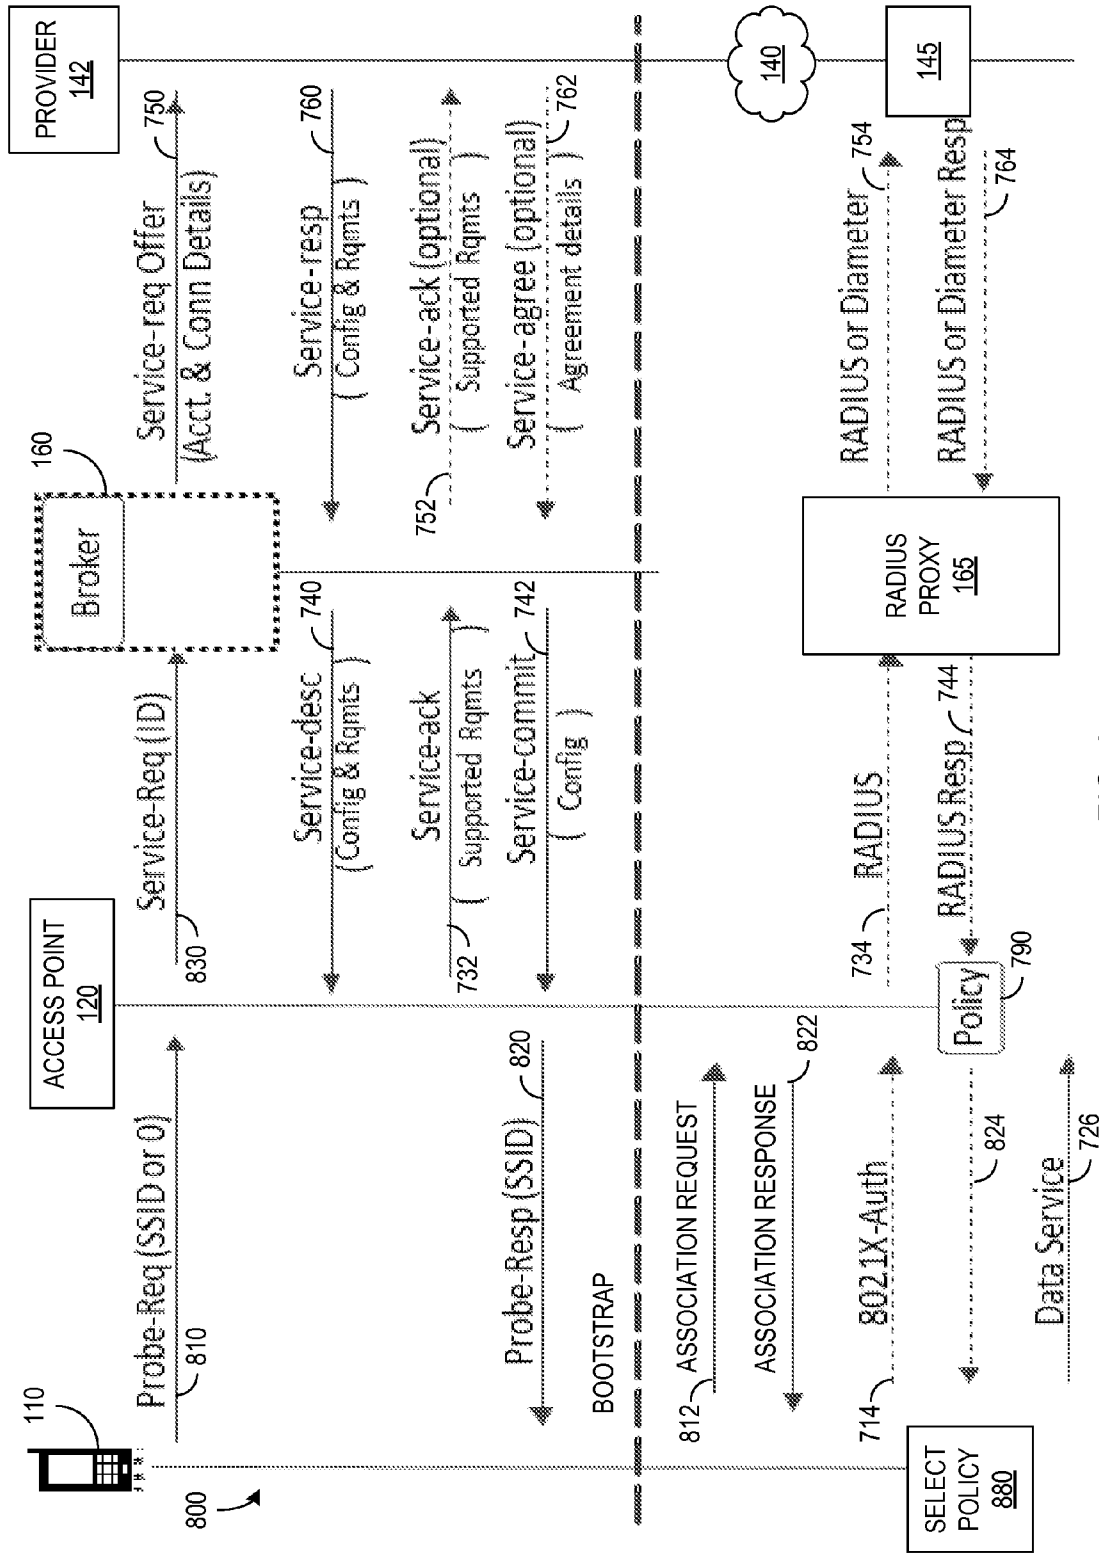 110
800
ACCESS POINT
120
160
Broker
PROVIDER
142
Probe-Req (SSID or 0)
810
Service-Req (ID)
830
Service-req Offer
(Acct. & Conn Details)
750
Service-desc
(Config & Rqmts)
740
Service-resp
(Config & Rqmts)
760
Service-ack
(Supported Rqmts)
732
Service-ack (optional)
(Supported Rqmts)
752
Probe-Resp (SSID)
820
Service-commit
(Config)
742
Service-agree (optional)
(Agreement details)
762
BOOTSTRAP
ASSOCIATION REQUEST
812
ASSOCIATION RESPONSE
822
140
8021X-Auth
714
RADIUS
734
RADIUS or Diameter
754
145
SELECT
POLICY
880
824
Policy
790
RADIUS Resp
744
RADIUS
PROXY
165
RADIUS or Diameter Resp
764
Data Service
726